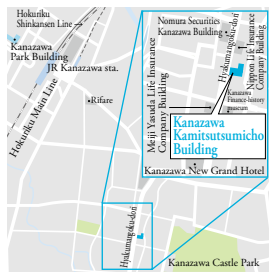 Hokuriku
Shinkansen Line
Kanazawa
Park Building
JR Kanazawa sta.
Hokuriku Main Line
Rifare
Nomura Securities
Kanazawa Building
Meiji Yasuda Life Insurance
Company Building
Hyakumangoku-dori
Nippon Life Insurance
Company Building
Kanazawa
Finance-history
museum
Kanazawa
Kamitsutsumicho
Building
Kanazawa New Grand Hotel
Hyakumangoku-dori
Kanazawa Castle Park